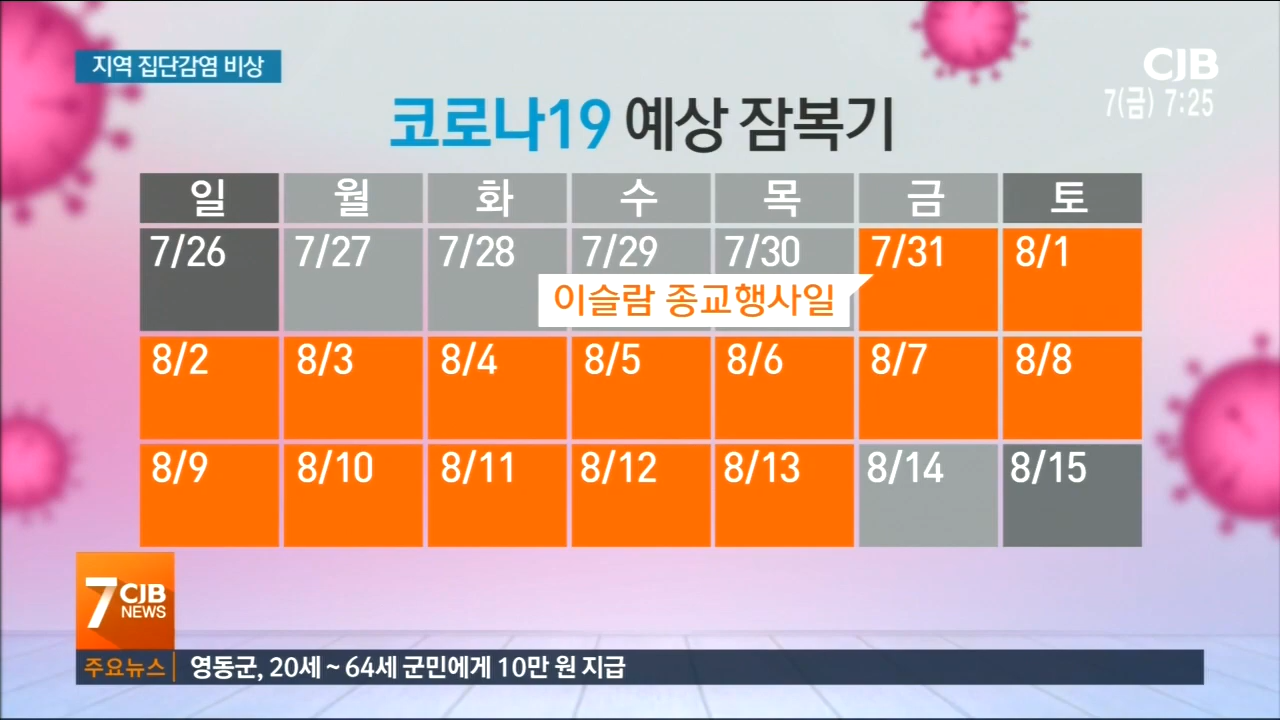 지역 집단감염 비상
CJB
7(금) 7:25
코로나19 예상 잠복기
일 월 화 수 목 금 토
7/26 7/27 7/28 7/29 7/30 7/31 8/1
이슬람 종교행사일
8/2 8/3 8/4 8/5 8/6 8/7 8/8
8/9 8/10 8/11 8/12 8/13 8/14 8/15
7 CJB
NEWS
주요뉴스 영동군, 20세 ~ 64세 군민에게 10만 원 지급